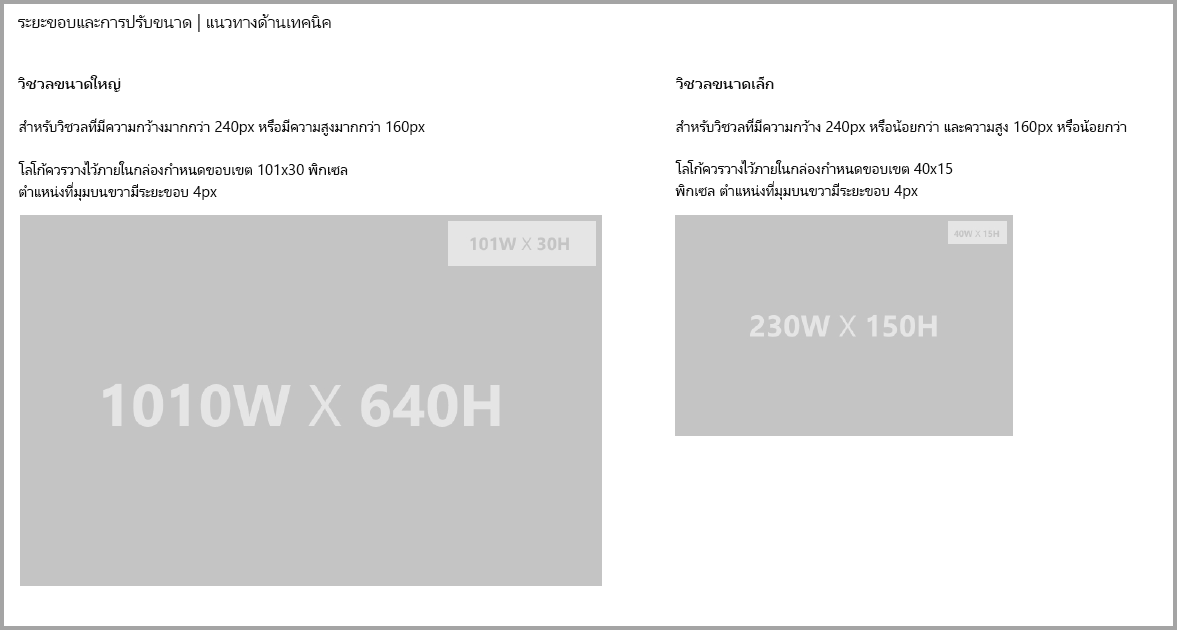 ระยะขอบและการปรับขนาด | แนวทางด้านเทคนิค
วิชวลขนาดใหญ่
สำหรับวิชวลที่มีความกว้างมากกว่า 240px หรือมีความสูงมากกว่า 160px
โลโก้ควรวางไว้ภายในกล่องกำหนดขอบเขต 101x30 พิกเซล
ตำแหน่งที่มุมบนขวามีระยะขอบ 4px
101W X 30H
1010W X 640H
วิชวลขนาดเล็ก
สำหรับวิชวลที่มีความกว้าง 240px หรือน้อยกว่า และความสูง 160px หรือน้อยกว่า
โลโก้ควรวางไว้ภายในกล่องกำหนดขอบเขต 40x15
พิกเซล ตำแหน่งที่มุมบนขวามีระยะขอบ 4px
40W X 15H
230W X 150H